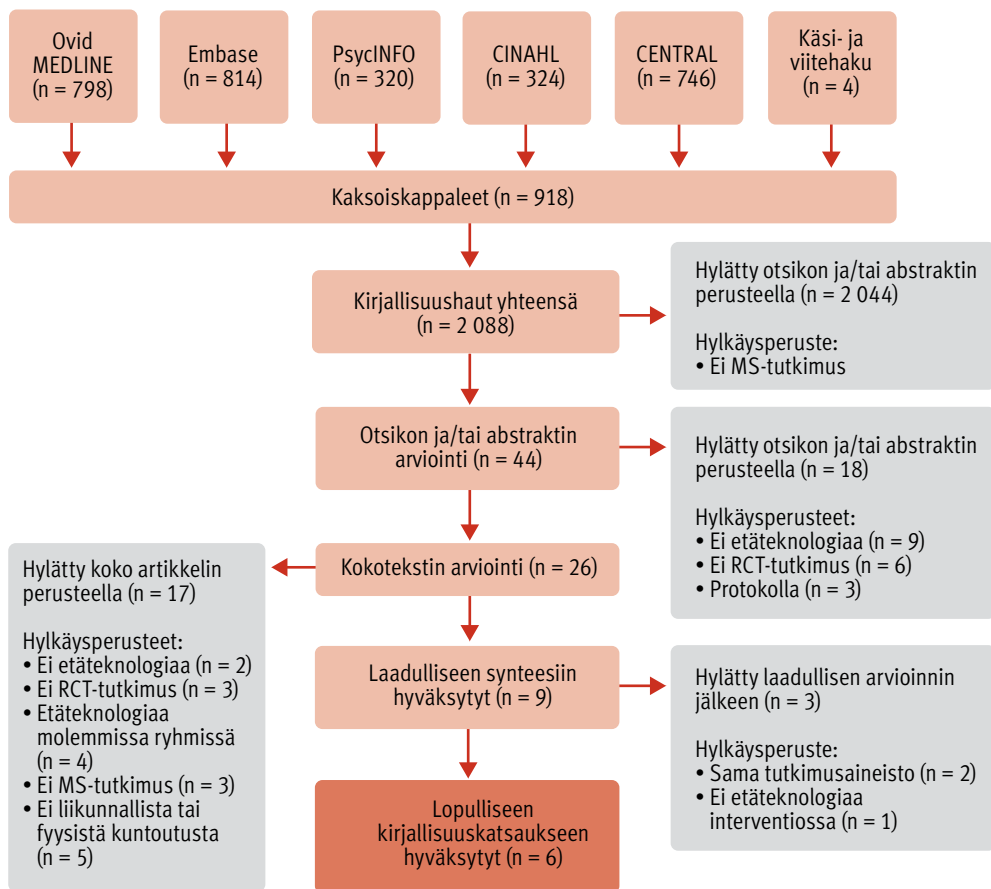 Ovid
MEDLINE
(n = 798)
Embase
(n = 814)
PsycINFO
(n = 320)
CINAHL
(n = 324)
CENTRAL
(n = 746)
Käsi- ja
viitehaku
(n = 4)
Kaksoiskappaleet (n = 918)
Kirjallisuushaut yhteensä
(n = 2 088)
Hylätty otsikon ja/tai abstraktin
perusteella (n = 2 044)
Hylkäysperuste:
• Ei MS-tutkimus
Otsikon ja/tai abstraktin
arviointi (n = 44)
Hylätty otsikon ja/tai abstraktin
perusteella (n = 18)
Hylkäysperusteet:
• Ei etäteknologiaa (n = 9)
• Ei RCT-tutkimus (n = 6)
• Protokolla (n = 3)
Kokotekstin arviointi (n = 26)
Hylätty koko artikkelin
perusteella (n = 17)
Hylkäysperusteet:
• Ei etäteknologiaa (n = 2)
• Ei RCT-tutkimus (n = 3)
• Etäteknologiaa
molemmissa ryhmissä
(n = 4)
• Ei MS-tutkimus (n = 3)
• Ei liikunnallista tai
fyysistä kuntoutusta
(n = 5)
Laadulliseen synteesiin
hyväksytyt (n = 9)
Hylätty laadullisen arvioinnin
jälkeen (n = 3)
Hylkäysperuste:
• Sama tutkimusaineisto (n = 2)
• Ei etäteknologiaa
interventiossa (n = 1)
Lopulliseen
kirjallisuuskatsaukseen
hyväksytyt (n = 6)